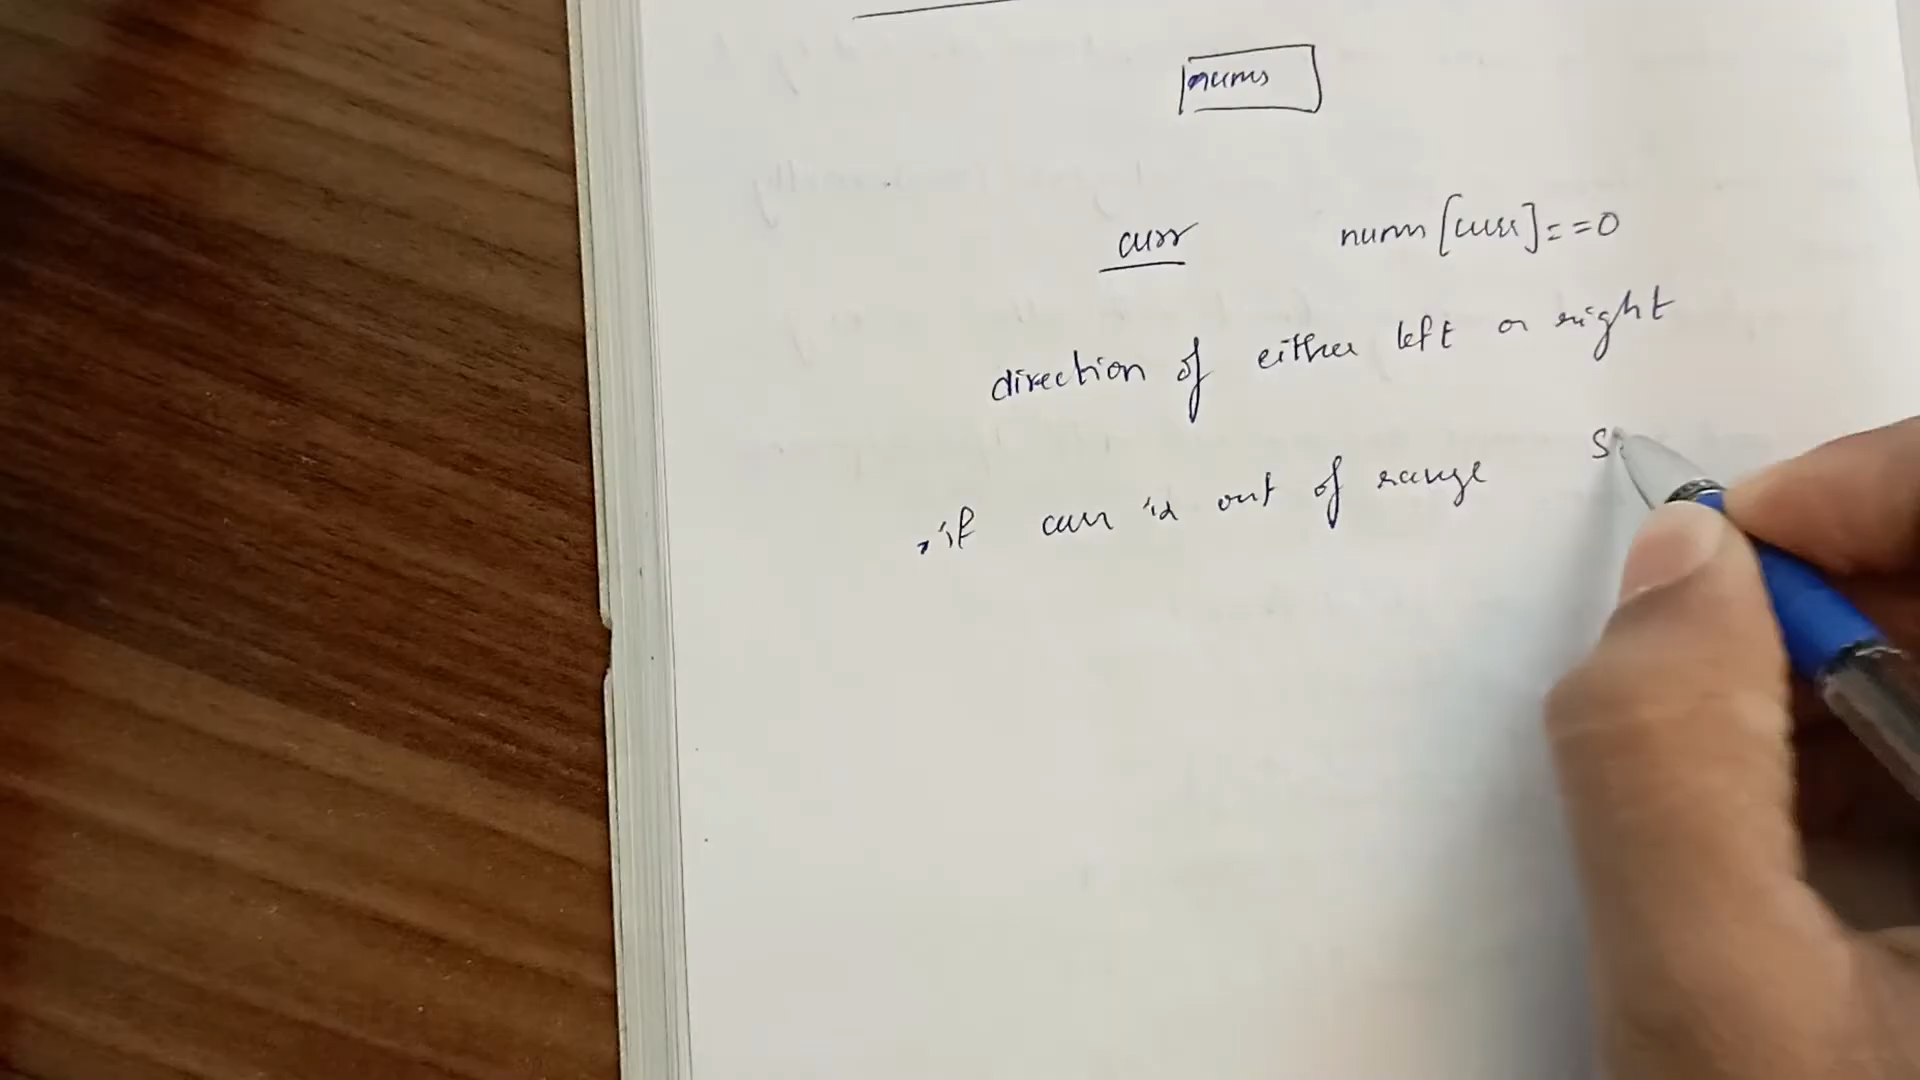 nums
curr nums[curr]==0
direction of either left or right
if curr is out of range S